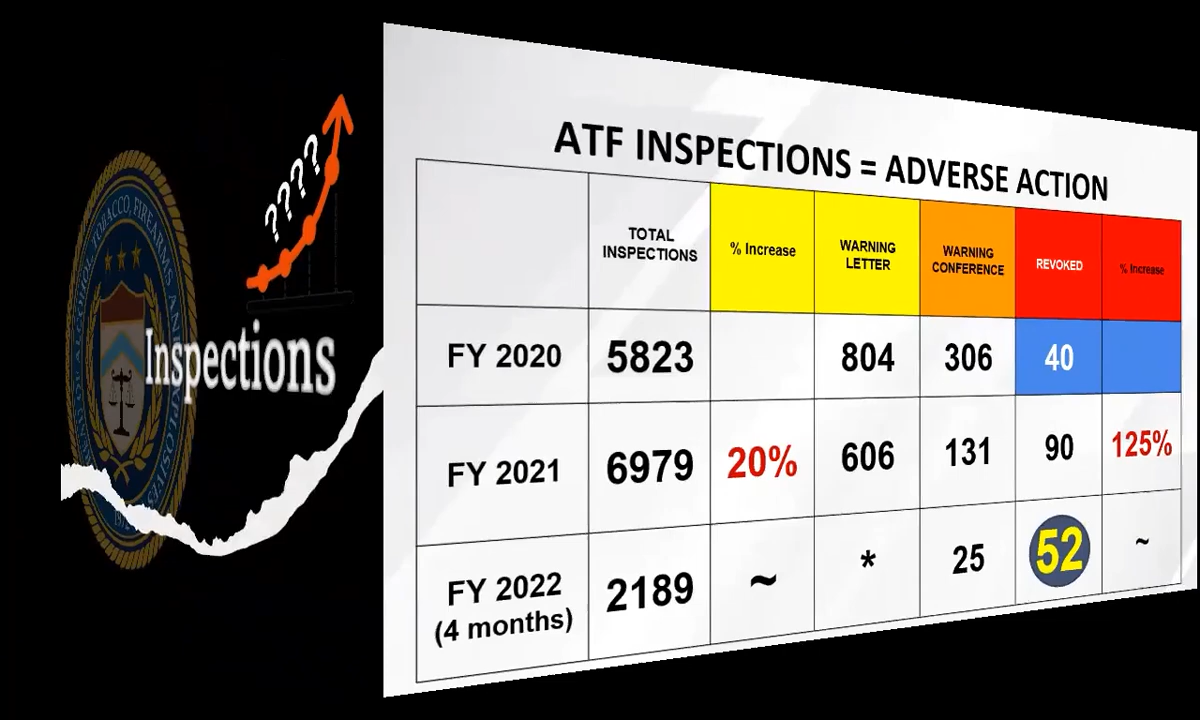 ????
Inspections
ATF INSPECTIONS = ADVERSE ACTION
TOTAL INSPECTIONS
% Increase
WARNING LETTER
WARNING CONFERENCE
REVOKED
% Increase
FY 2020
5823
804
306
40
FY 2021
6979
20%
606
131
90
125%
FY 2022
(4 months)
2189
~
*
25
52
~